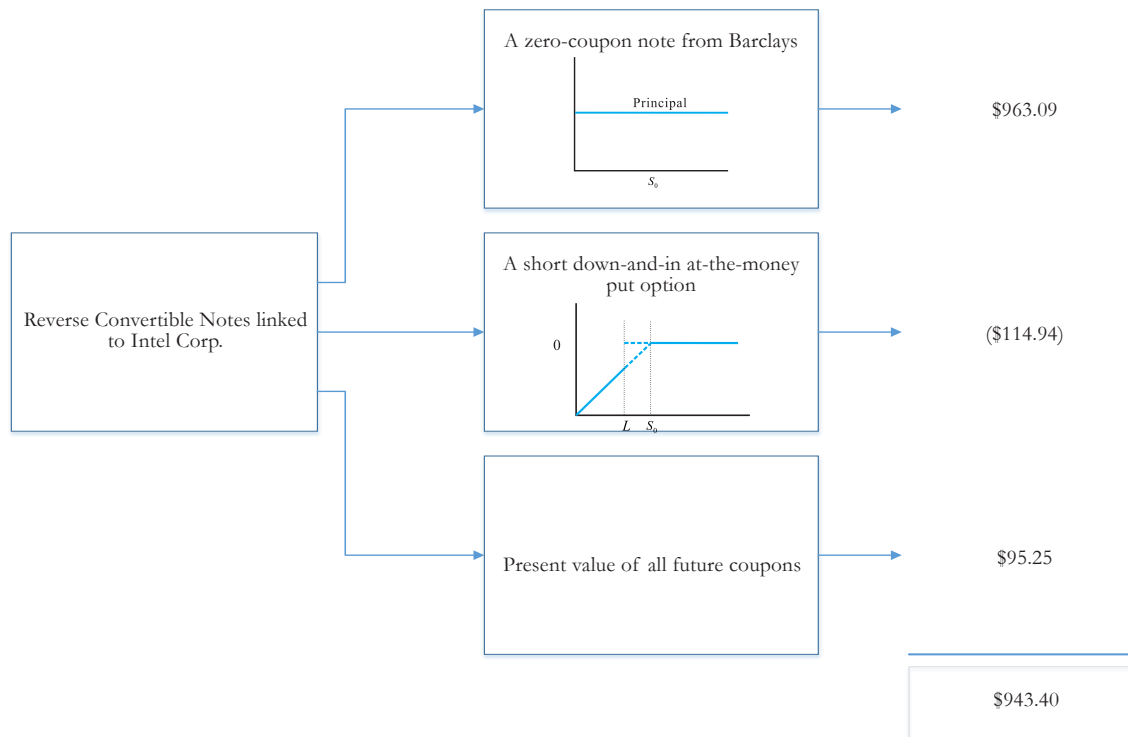 A zero-coupon note from Barclays
Principal
S₀
$963.09
Reverse Convertible Notes linked
to Intel Corp.
A short down-and-in at-the-money
put option
0
L S₀
($114.94)
Present value of all future coupons
$95.25
$943.40